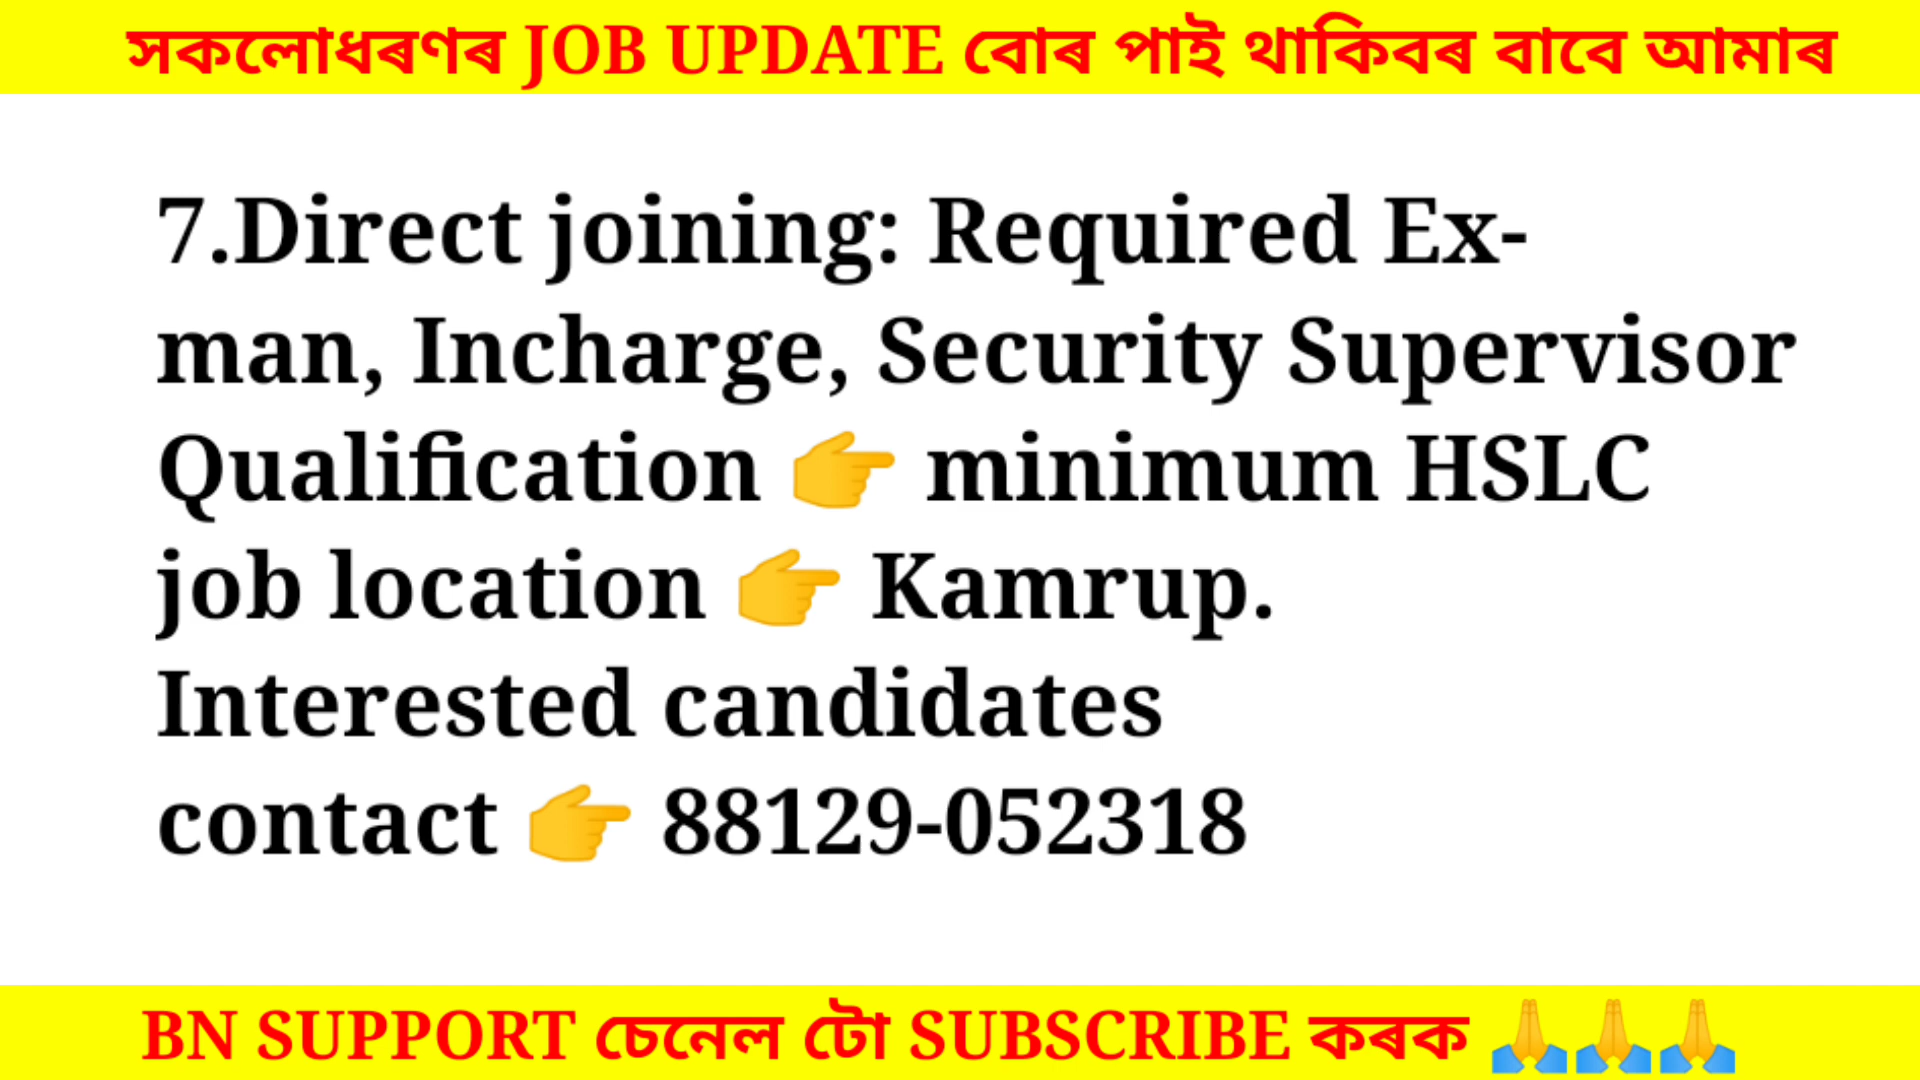 সকলোধৰণৰ JOB UPDATE বোৰ পাই থাকিবৰ বাবে আমাৰ
7.Direct joining: Required Ex-
man, Incharge, Security Supervisor
Qualification 👉 minimum HSLC
job location 👉 Kamrup.
Interested candidates
contact 👉 88129-052318
BN SUPPORT চেনেল টো SUBSCRIBE কৰক 🙏🙏🙏